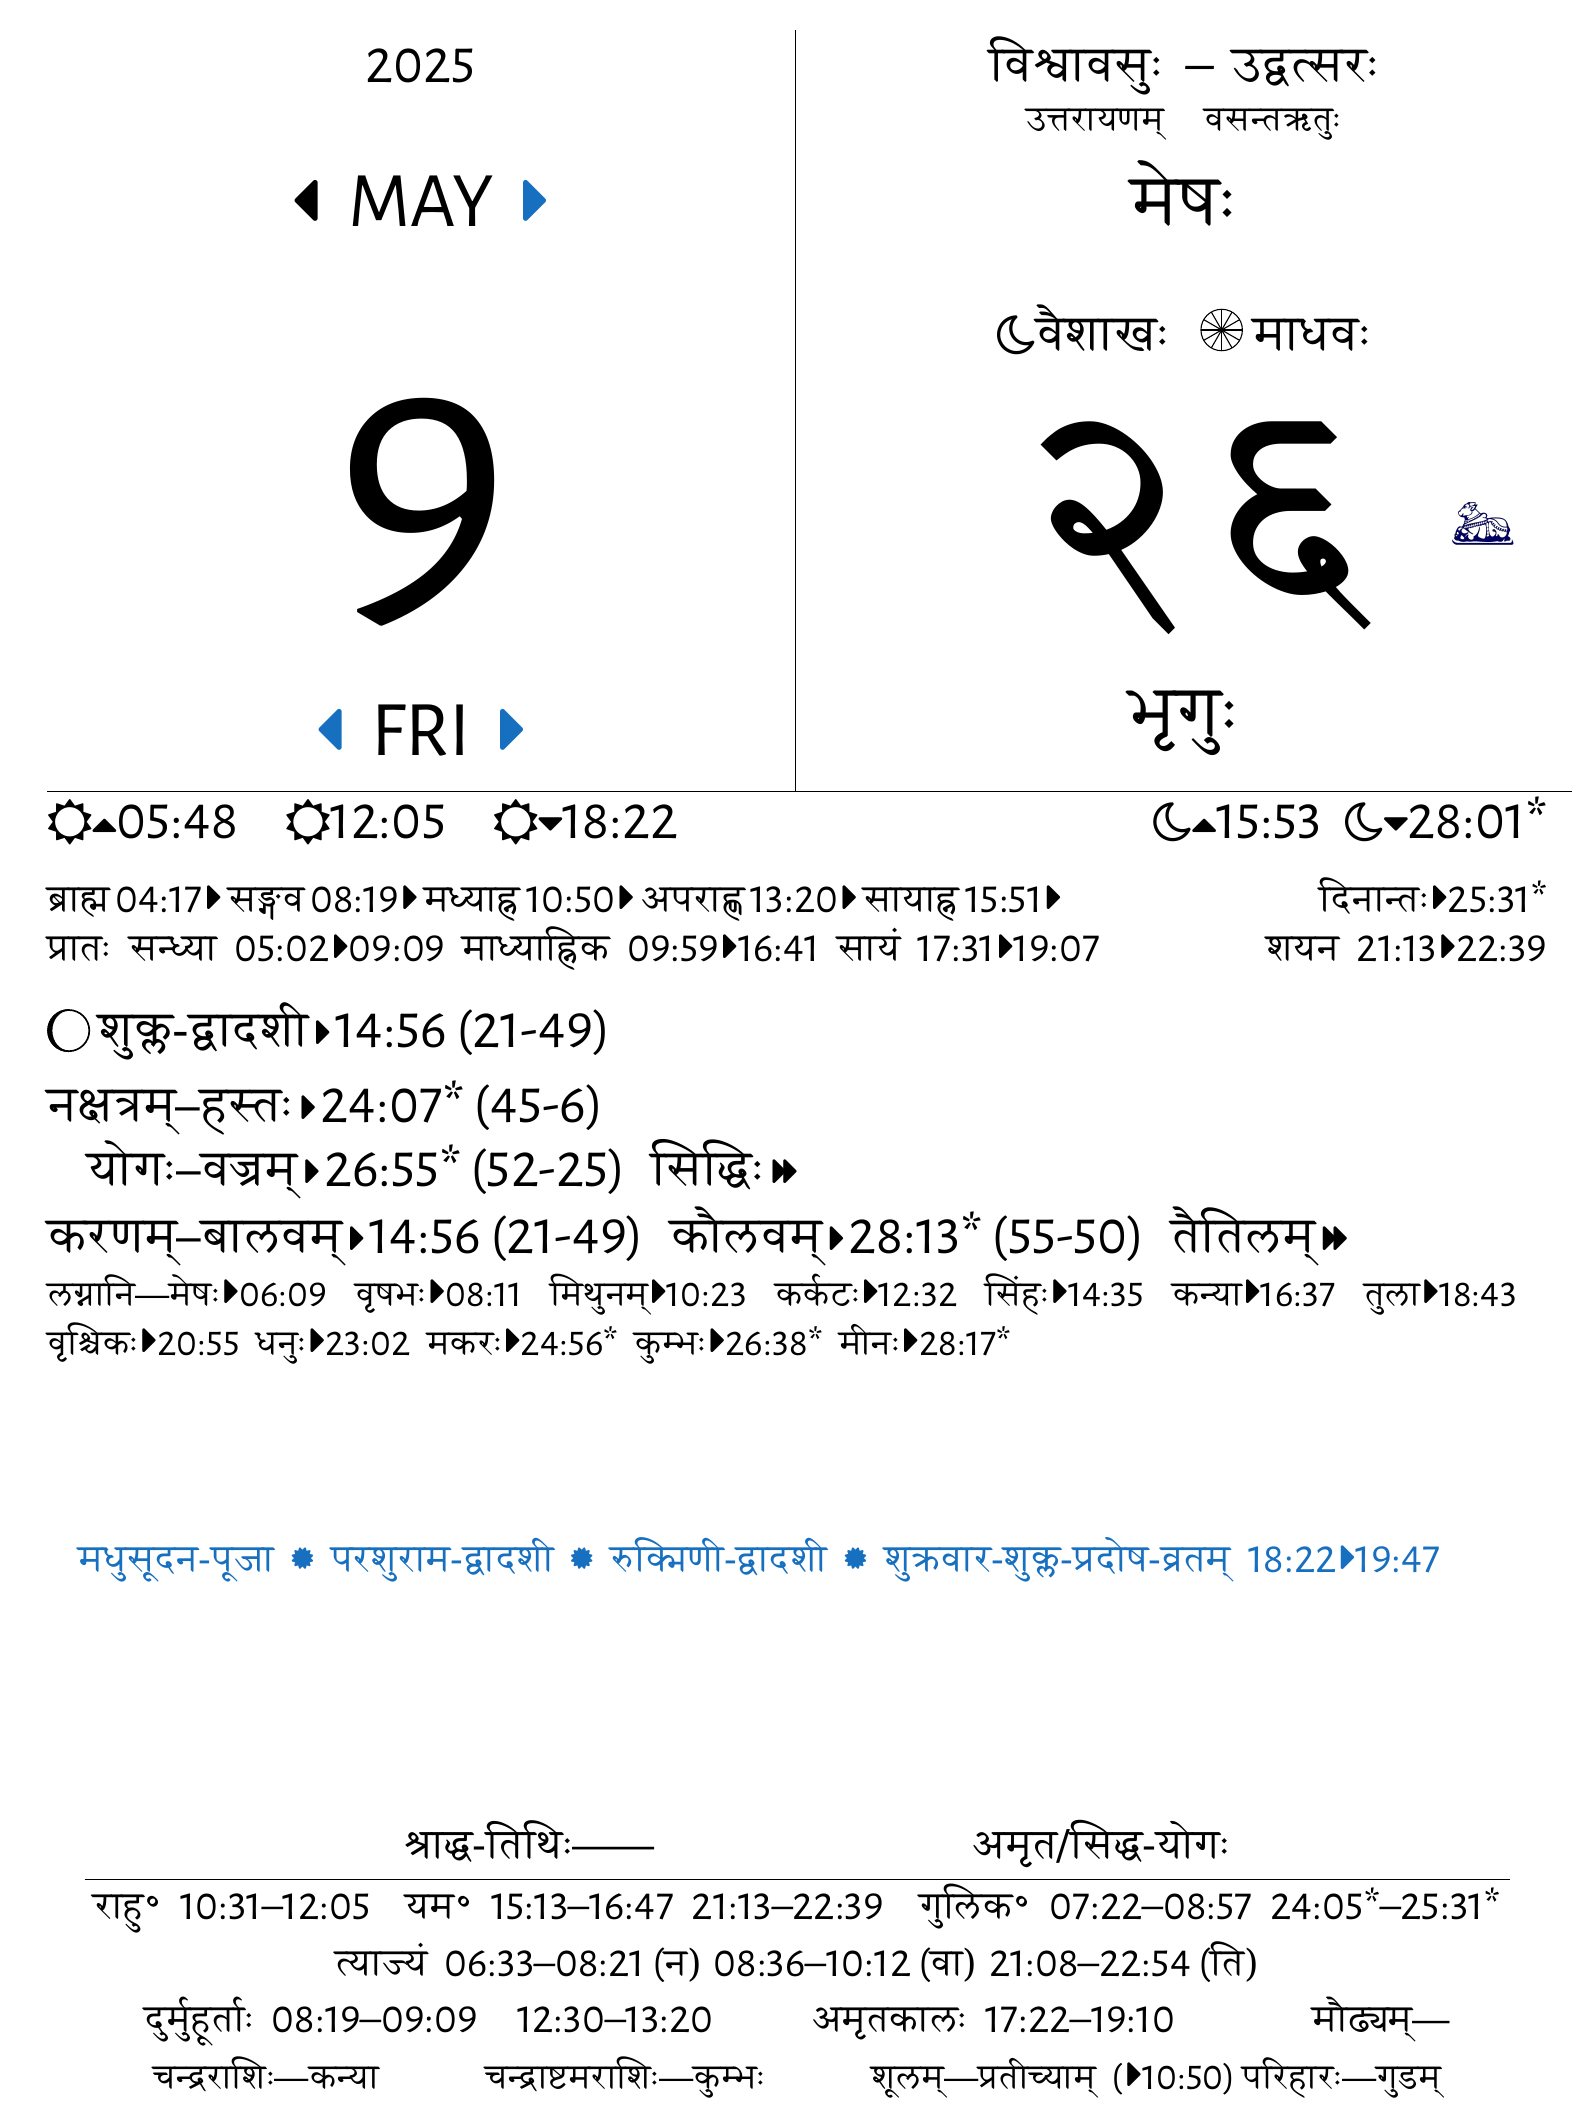 2025
MAY
9
FRI
विश्वावसुः – उद्वत्सरः
उत्तरायणम् वसन्तऋतुः
मेषः
वैशाखः माधवः
२६
भृगुः
05:48 12:05 18:22 15:53 28:01*
ब्राह्म 04:17 सङ्गव 08:19 मध्याह्न 10:50 अपराह्ण 13:20 सायाह्न 15:51 दिनान्तः 25:31*
प्रातः सन्ध्या 05:02 09:09 माध्याह्निक 09:59 16:41 सायं 17:31 19:07 शयन 21:13 22:39
शुक्ल-द्वादशी 14:56 (21-49)
नक्षत्रम्–हस्तः 24:07* (45-6)
योगः–वज्रम् 26:55* (52-25) सिद्धिः
करणम्–बालवम् 14:56 (21-49) कौलवम् 28:13* (55-50) तैतिलम्
लग्नानि—मेषः 06:09 वृषभः 08:11 मिथुनम् 10:23 कर्कटः 12:32 सिंहः 14:35 कन्या 16:37 तुला 18:43
वृश्चिकः 20:55 धनुः 23:02 मकरः 24:56* कुम्भः 26:38* मीनः 28:17*
मधुसूदन-पूजा ✹ परशुराम-द्वादशी ✹ रुक्मिणी-द्वादशी ✹ शुक्रवार-शुक्ल-प्रदोष-व्रतम् 18:22 19:47
श्राद्ध-तिथिः—— अमृत/सिद्ध-योगः
राहु॰ 10:31–12:05 यम॰ 15:13–16:47 21:13–22:39 गुलिक॰ 07:22–08:57 24:05*–25:31*
त्याज्यं 06:33–08:21 (न) 08:36–10:12 (वा) 21:08–22:54 (ति)
दुर्मुहूर्ताः 08:19–09:09 12:30–13:20 अमृतकालः 17:22–19:10 मौढ्यम्—
चन्द्रराशिः—कन्या चन्द्राष्टमराशिः—कुम्भः शूलम्—प्रतीच्याम् (10:50) परिहारः—गुडम्